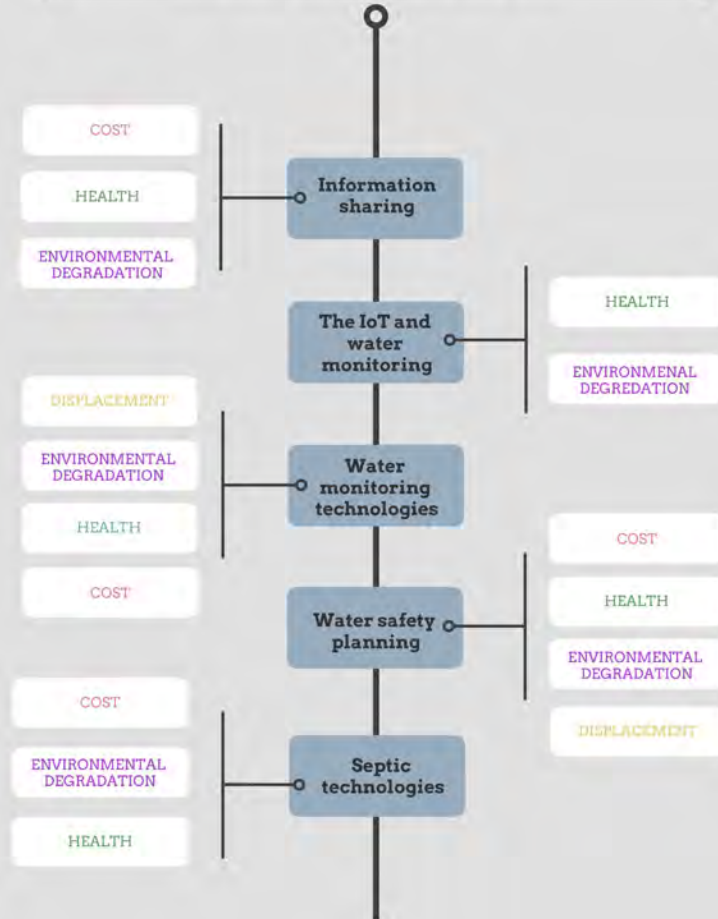 COST
HEALTH
ENVIRONMENTAL
DEGRADATION
Information
sharing
The IoT and
water
monitoring
HEALTH
ENVIRONMENAL
DEGREDATION
DISPLACEMENT
ENVIRONMENTAL
DEGRADATION
HEALTH
COST
Water
monitoring
technologies
Water safety
planning
COST
HEALTH
ENVIRONMENTAL
DEGRADATION
DISPLACEMENT
COST
ENVIRONMENTAL
DEGRADATION
HEALTH
Septic
technologies